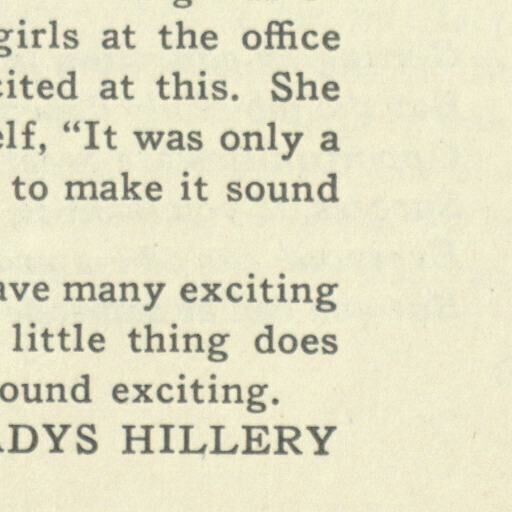 girls at the office
cited at this. She
elf, “It was only a
to make it sound
ave many exciting
little thing does
ound exciting.
ADYS HILLERY